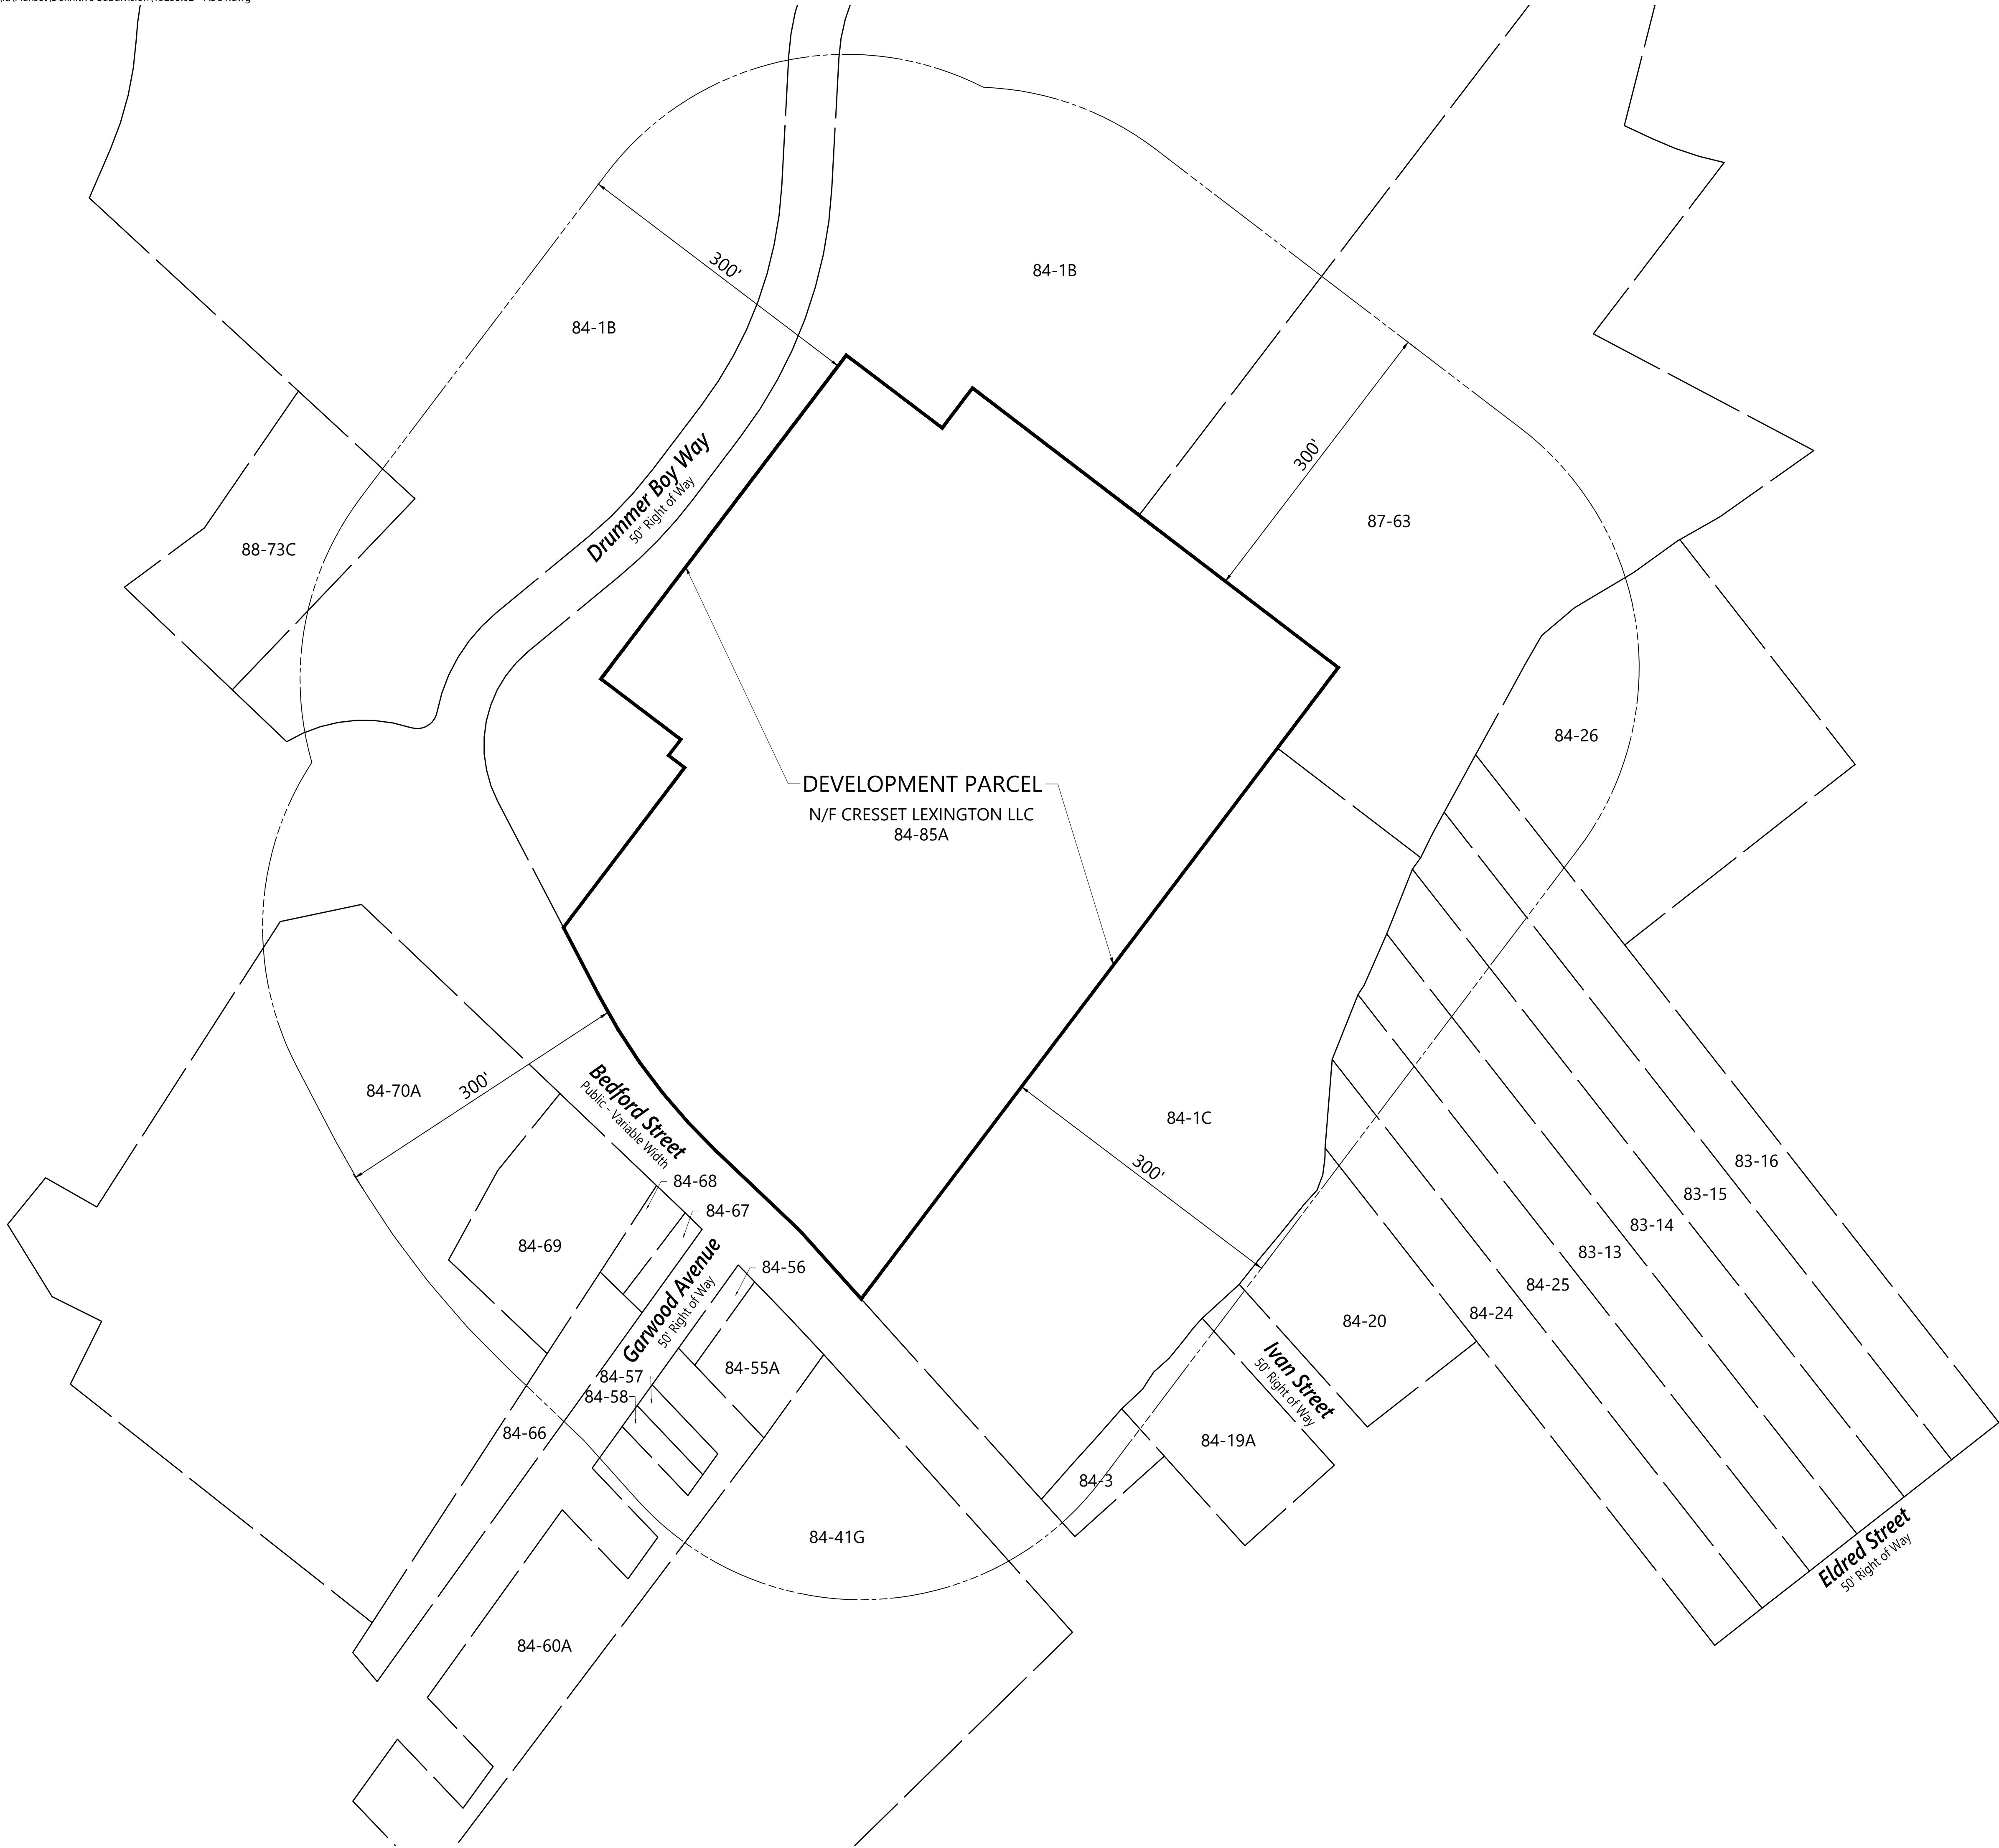 84-1B
300'
84-1B
Drummer Boy Way
50" Right of Way
300'
87-63
88-73C
84-26
DEVELOPMENT PARCEL
N/F CRESSET LEXINGTON LLC
84-85A
84-70A
300'
Bedford Street
Public - Variable Width
84-1C
300'
84-68
84-67
84-69
Garwood Avenue
50' Right of Way
84-56
84-55A
84-57
84-58
84-66
83-16
83-15
83-14
83-13
84-25
84-24
84-20
Ivan Street
50' Right of Way
84-19A
84-3
84-41G
Eldred Street
50' Right of Way
84-60A